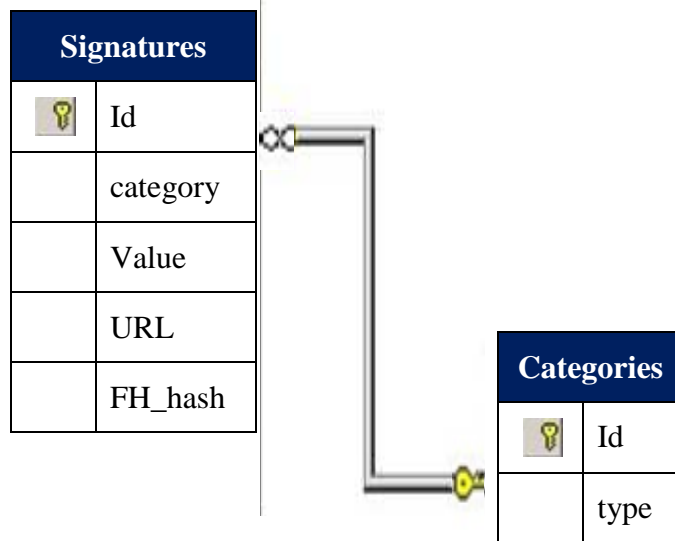 Signatures
Id
category
Value
URL
FH_hash
Categories
Id
type